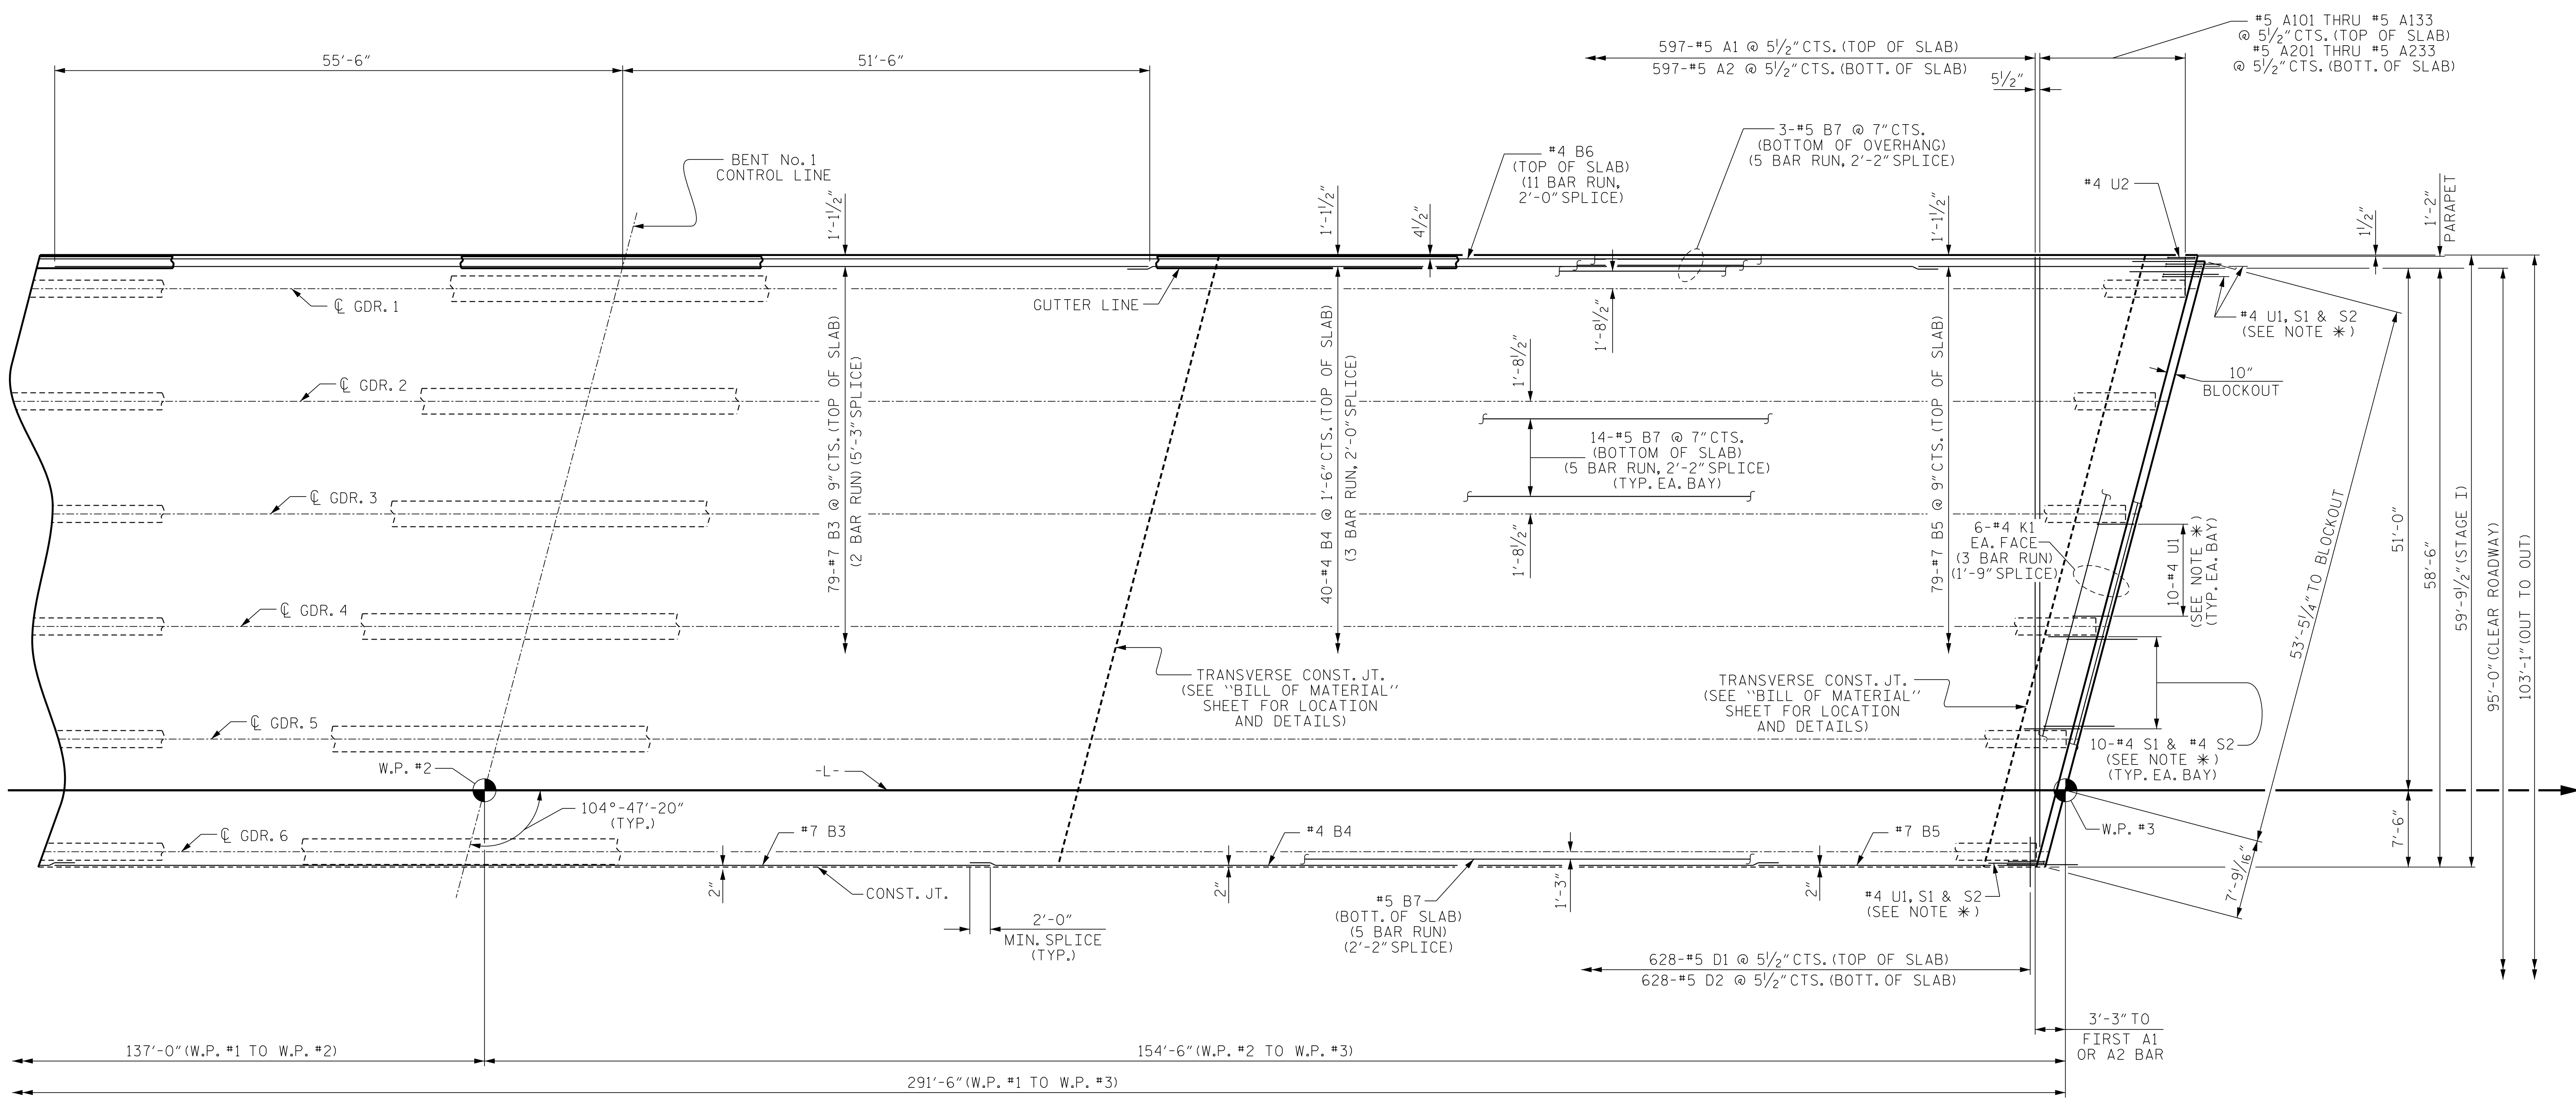 #5 A101 THRU #5 A133
@ 5½" CTS. (TOP OF SLAB)
#5 A201 THRU #5 A233
@ 5½" CTS. (BOTT. OF SLAB)
597-#5 A1 @ 5½" CTS. (TOP OF SLAB)
597-#5 A2 @ 5½" CTS. (BOTT. OF SLAB)
55'-6"
51'-6"
5½"
3-#5 B7 @ 7" CTS.
(BOTTOM OF OVERHANG)
(5 BAR RUN, 2'-2" SPLICE)
BENT No. 1
CONTROL LINE
#4 B6
(TOP OF SLAB)
(11 BAR RUN,
2'-0" SPLICE)
#4 U2
1'-1½"
1'-1½"
4½"
1'-1½"
1½"
1'-2"
PARAPET
GUTTER LINE
℄ GDR. 1
1'-8½"
#4 U1, S1 & S2
(SEE NOTE ✳)
℄ GDR. 2
1'-8½"
10"
BLOCKOUT
79-#7 B3 @ 9" CTS. (TOP OF SLAB)
(2 BAR RUN) (5'-3" SPLICE)
40-#4 B4 @ 1'-6" CTS. (TOP OF SLAB)
(3 BAR RUN, 2'-0" SPLICE)
14-#5 B7 @ 7" CTS.
(BOTTOM OF SLAB)
(5 BAR RUN, 2'-2" SPLICE)
(TYP. EA. BAY)
79-#7 B5 @ 9" CTS. (TOP OF SLAB)
℄ GDR. 3
1'-8½"
6-#4 K1
EA. FACE
(3 BAR RUN)
(1'-9" SPLICE)
10-#4 U1
(SEE NOTE ✳)
(TYP. EA. BAY)
53'-5¼" TO BLOCKOUT
51'-0"
58'-6"
59'-9½" (STAGE I)
95'-0" (CLEAR ROADWAY)
103'-1" (OUT TO OUT)
℄ GDR. 4
TRANSVERSE CONST. JT.
(SEE "BILL OF MATERIAL"
SHEET FOR LOCATION
AND DETAILS)
TRANSVERSE CONST. JT.
(SEE "BILL OF MATERIAL"
SHEET FOR LOCATION
AND DETAILS)
℄ GDR. 5
10-#4 S1 & #4 S2
(SEE NOTE ✳)
(TYP. EA. BAY)
W.P. #2
-L-
104°-47'-20"
(TYP.)
℄ GDR. 6
#7 B3
#4 B4
#7 B5
W.P. #3
7'-6"
7'-9 9/16"
2"
CONST. JT.
2"
1'-3"
2"
#5 B7
(BOTT. OF SLAB)
(5 BAR RUN)
(2'-2" SPLICE)
#4 U1, S1 & S2
(SEE NOTE ✳)
2'-0"
MIN. SPLICE
(TYP.)
628-#5 D1 @ 5½" CTS. (TOP OF SLAB)
628-#5 D2 @ 5½" CTS. (BOTT. OF SLAB)
3'-3" TO
FIRST A1
OR A2 BAR
137'-0" (W.P. #1 TO W.P. #2)
154'-6" (W.P. #2 TO W.P. #3)
291'-6" (W.P. #1 TO W.P. #3)